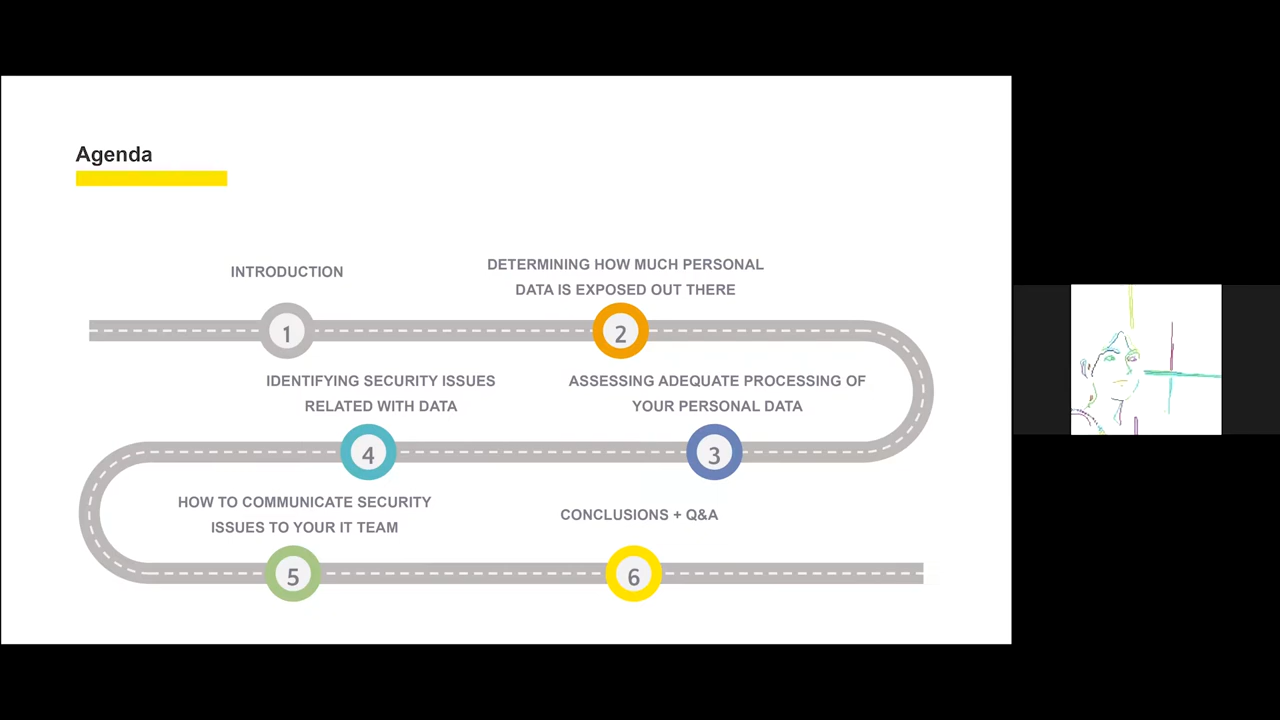 Agenda
INTRODUCTION
1
DETERMINING HOW MUCH PERSONAL
DATA IS EXPOSED OUT THERE
2
ASSESSING ADEQUATE PROCESSING OF
YOUR PERSONAL DATA
3
IDENTIFYING SECURITY ISSUES
RELATED WITH DATA
4
HOW TO COMMUNICATE SECURITY
ISSUES TO YOUR IT TEAM
5
CONCLUSIONS + Q&A
6